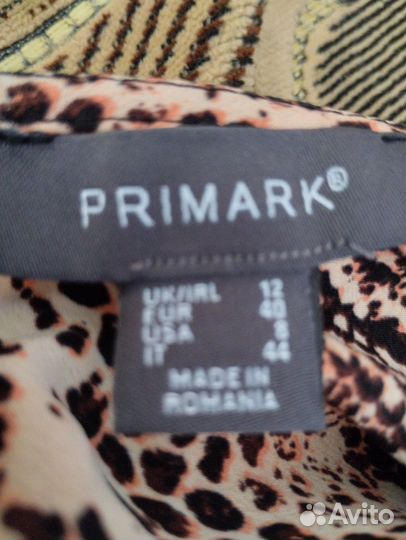 PRIMARK®
UK/IRL 12
EUR 40
USA 8
IT 44
MADE IN
ROMANIA
Avito